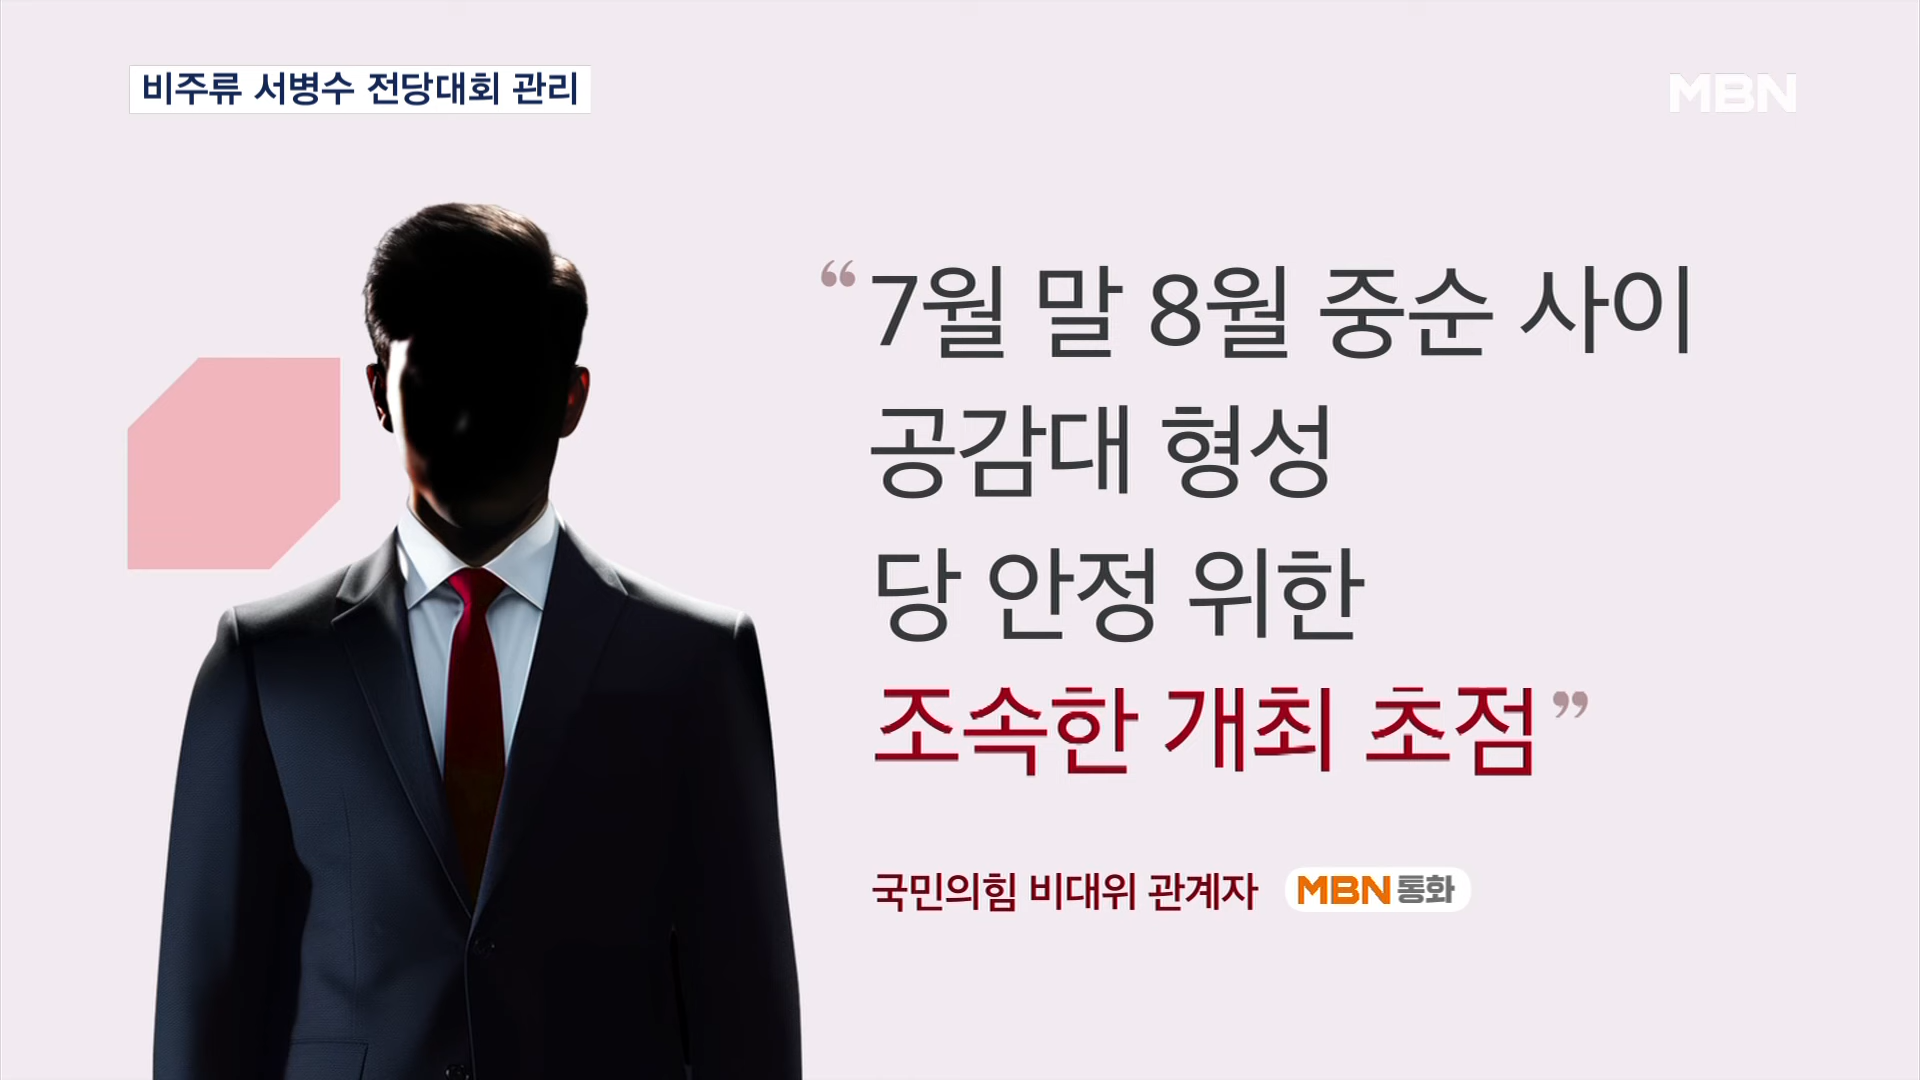 비주류 서병수 전당대회 관리
MBN
“7월 말 8월 중순 사이
공감대 형성
당 안정 위한
조속한 개최 초점”
국민의힘 비대위 관계자 MBN 통화